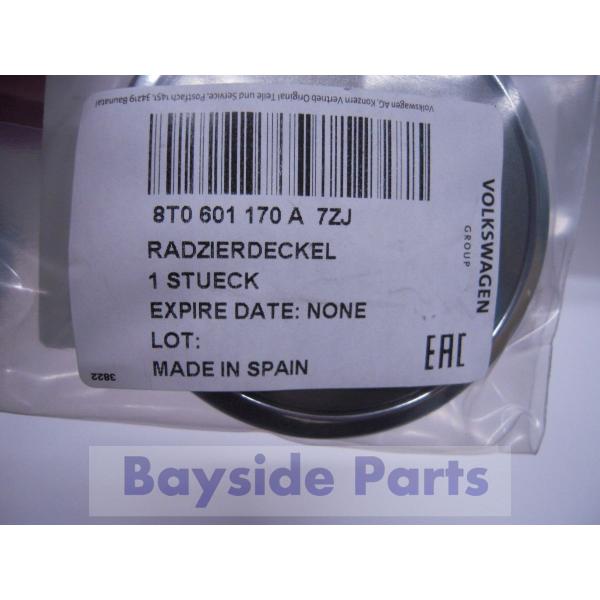 Volkswagen AG, Konzern Vertrieb Original Teile und Service, Postfach 1451, 34219 Baunatal
8T0 601 170 A 7ZJ
RADZIERDECKEL
1 STUECK
EXPIRE DATE: NONE
LOT:
MADE IN SPAIN
VOLKSWAGEN
GROUP
EAC
3822
Bayside Parts